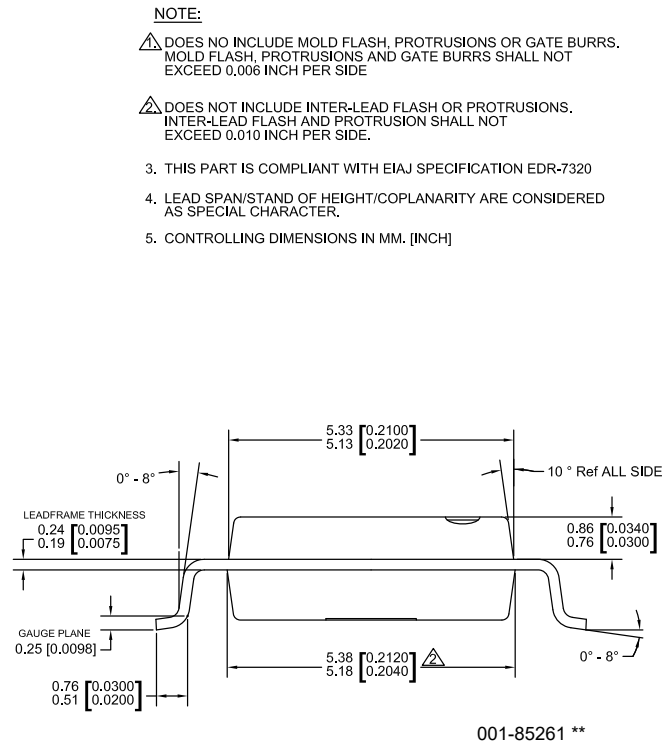 NOTE:
1. DOES NO INCLUDE MOLD FLASH, PROTRUSIONS OR GATE BURRS.
MOLD FLASH, PROTRUSIONS AND GATE BURRS SHALL NOT
EXCEED 0.006 INCH PER SIDE
2. DOES NOT INCLUDE INTER-LEAD FLASH OR PROTRUSIONS.
INTER-LEAD FLASH AND PROTRUSION SHALL NOT
EXCEED 0.010 INCH PER SIDE.
3. THIS PART IS COMPLIANT WITH EIAJ SPECIFICATION EDR-7320
4. LEAD SPAN/STAND OF HEIGHT/COPLANARITY ARE CONSIDERED
AS SPECIAL CHARACTER.
5. CONTROLLING DIMENSIONS IN MM. [INCH]
5.33 [0.2100]
5.13 [0.2020]
0° - 8°
10 ° Ref ALL SIDE
LEADFRAME THICKNESS
0.24 [0.0095]
0.19 [0.0075]
0.86 [0.0340]
0.76 [0.0300]
GAUGE PLANE
0.25 [0.0098]
5.38 [0.2120]
5.18 [0.2040]
2.
0° - 8°
0.76 [0.0300]
0.51 [0.0200]
001-85261 **